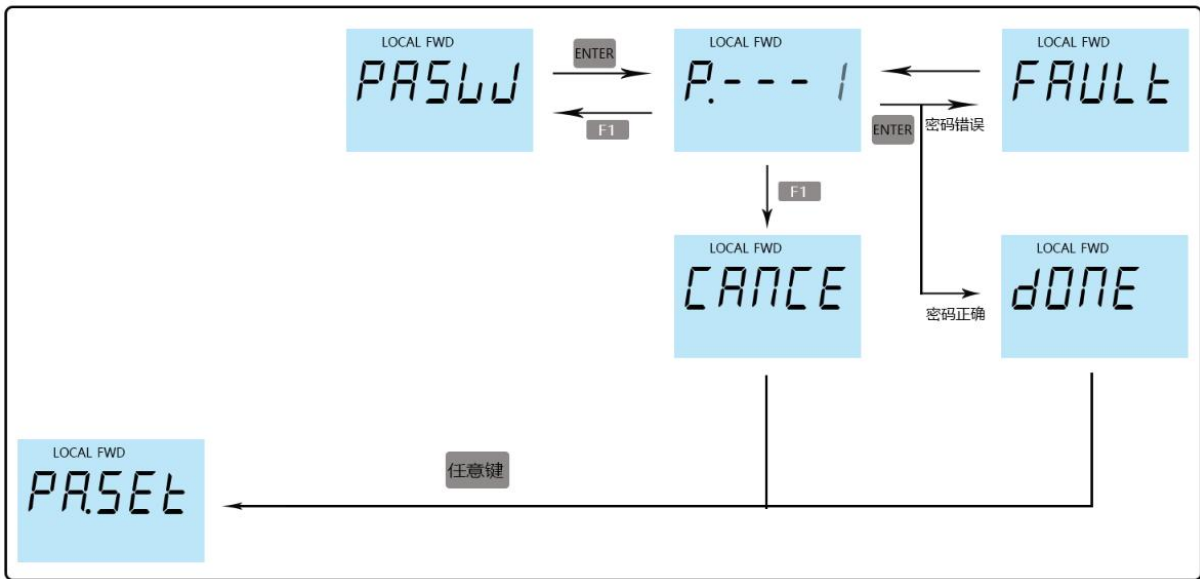 LOCAL FWD
PASW
ENTER
F1
LOCAL FWD
P.---1
ENTER
密码错误
LOCAL FWD
FAULt
F1
LOCAL FWD
CANCE
密码正确
LOCAL FWD
dONE
LOCAL FWD
PA.SEt
任意键